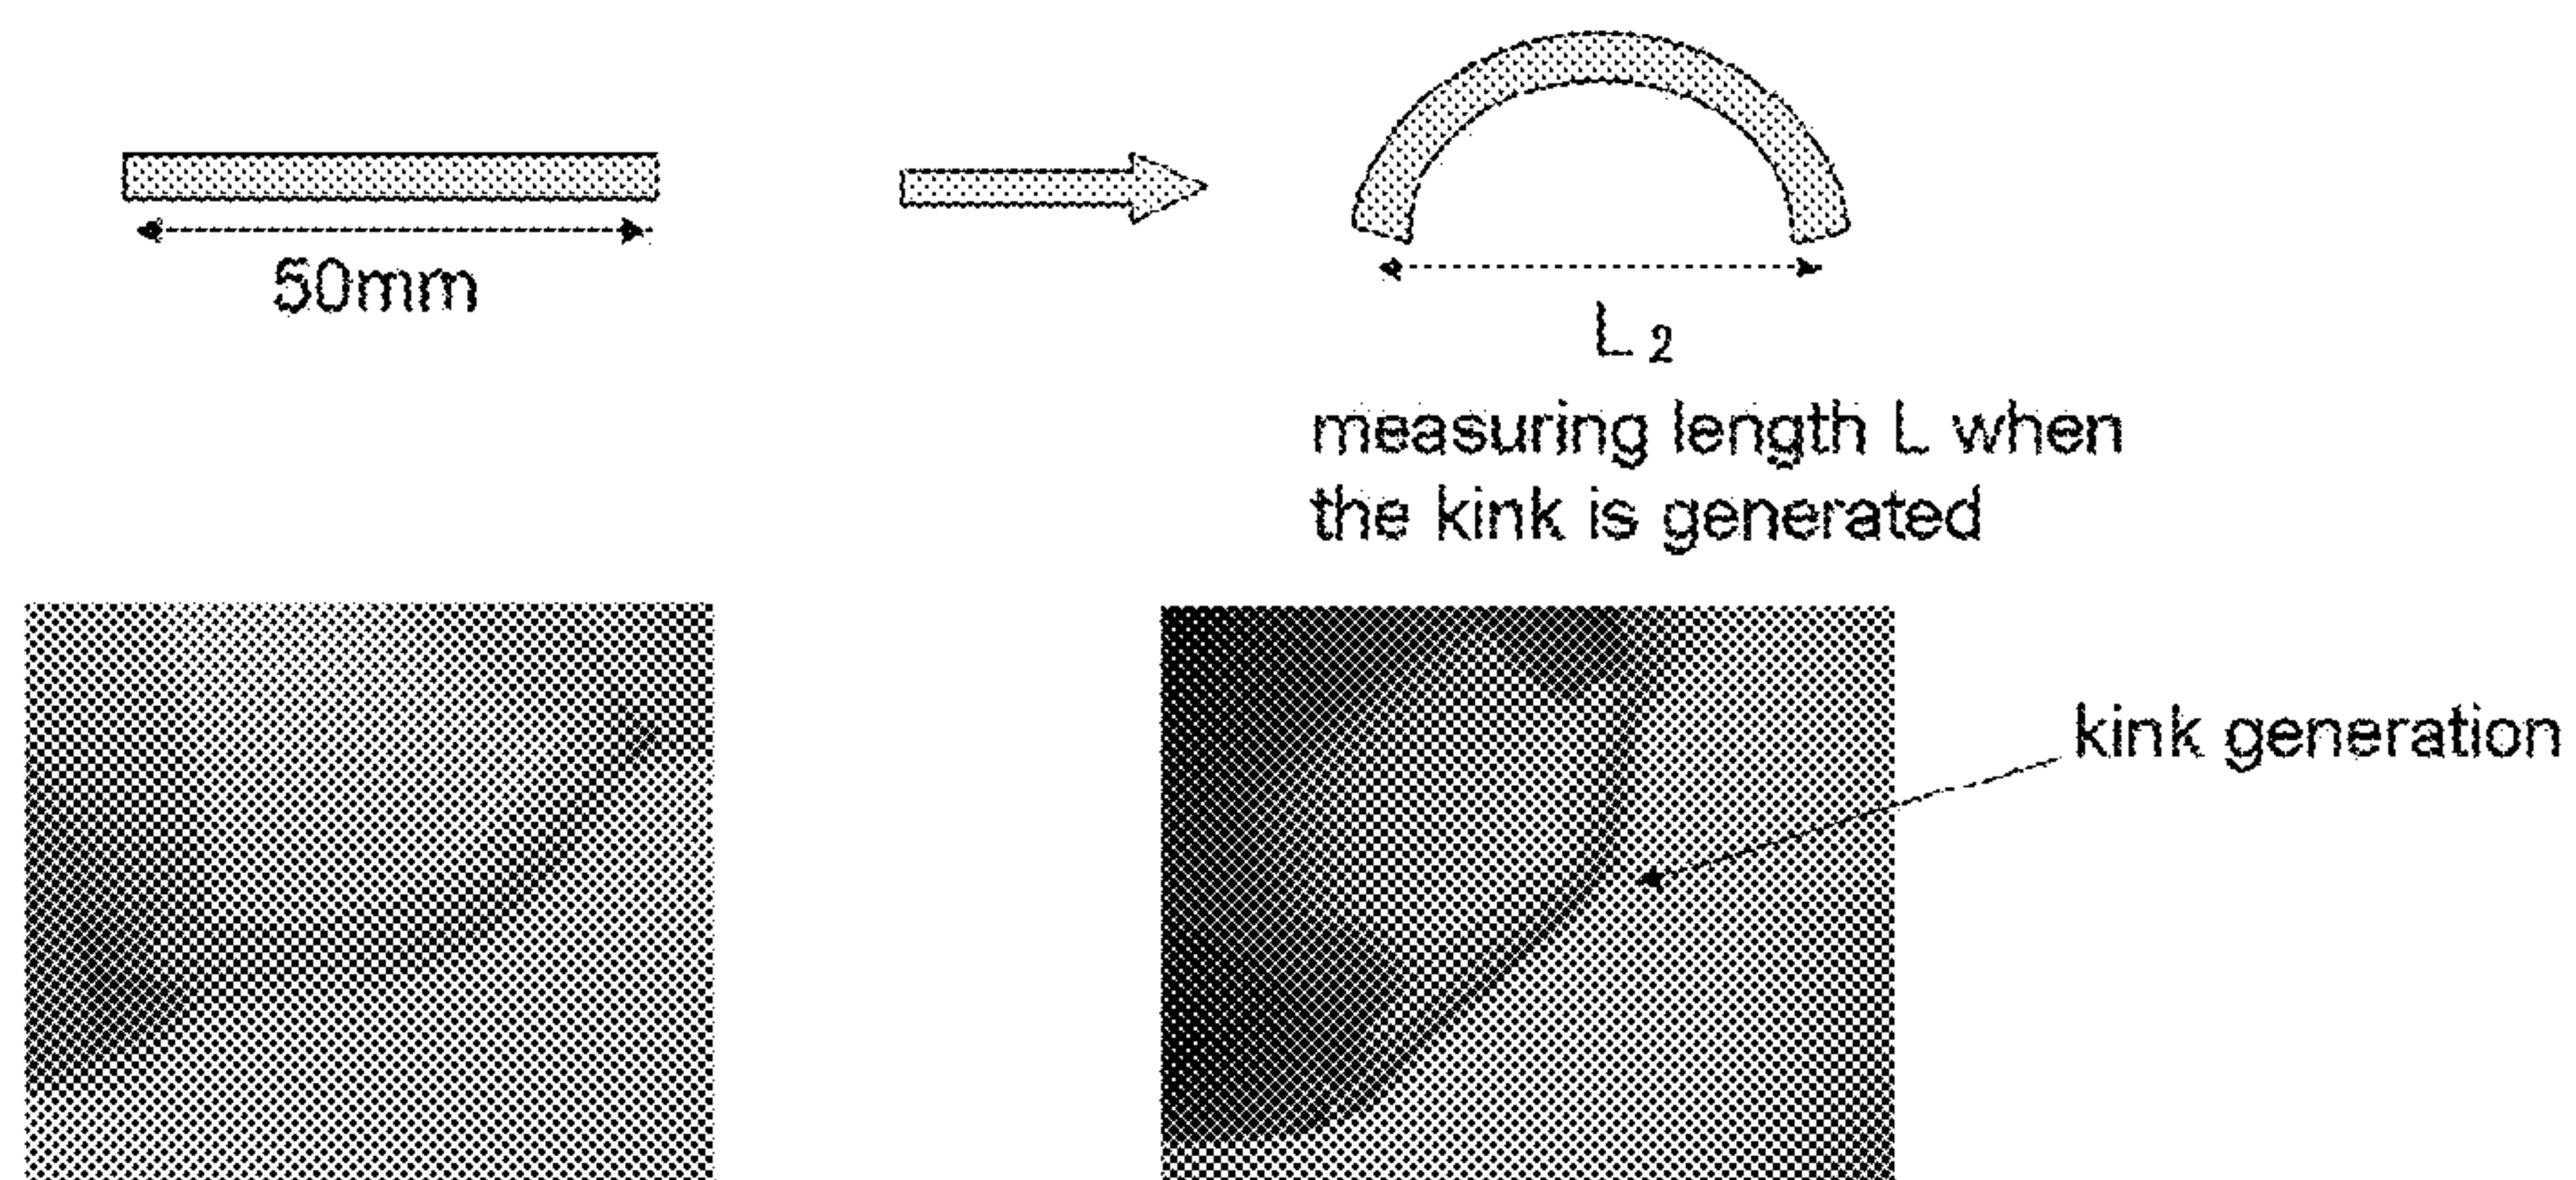 50mm
L₂
measuring length L when
the kink is generated
kink generation